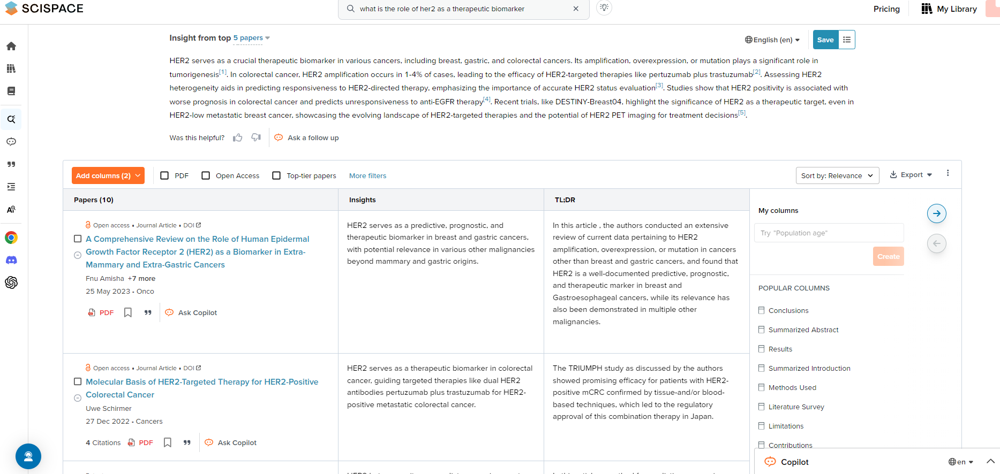 SCISPACE
what is the role of her2 as a therapeutic biomarker
Pricing
My Library
Insight from top 5 papers
English (en)
Save
HER2 serves as a crucial therapeutic biomarker in various cancers, including breast, gastric, and colorectal cancers. Its amplification, overexpression, or mutation plays a significant role in
tumorigenesis[1]. In colorectal cancer, HER2 amplification occurs in 1-4% of cases, leading to the efficacy of HER2-targeted therapies like pertuzumab plus trastuzumab[2]. Assessing HER2
heterogeneity aids in predicting responsiveness to HER2-directed therapy, emphasizing the importance of accurate HER2 status evaluation[3]. Studies show that HER2 positivity is associated with
worse prognosis in colorectal cancer and predicts unresponsiveness to anti-EGFR therapy[4]. Recent trials, like DESTINY-Breast04, highlight the significance of HER2 as a therapeutic target, even in
HER2-low metastatic breast cancer, showcasing the evolving landscape of HER2-targeted therapies and the potential of HER2 PET imaging for treatment decisions[5].
Was this helpful?
Ask a follow up
Add columns (2)
PDF
Open Access
Top-tier papers
More filters
Sort by: Relevance
Export
Papers (10)
Insights
TL;DR
Open access • Journal Article • DOI
A Comprehensive Review on the Role of Human Epidermal
Growth Factor Receptor 2 (HER2) as a Biomarker in Extra-
Mammary and Extra-Gastric Cancers
Fnu Amisha +7 more
25 May 2023 - Onco
PDF
Ask Copilot
HER2 serves as a predictive, prognostic, and
therapeutic biomarker in breast and gastric cancers,
with potential relevance in various other malignancies
beyond mammary and gastric origins.
In this article , the authors conducted an extensive
review of current data pertaining to HER2
amplification, overexpression, or mutation in cancers
other than breast and gastric cancers, and found that
HER2 is a well-documented predictive, prognostic,
and therapeutic marker in breast and
Gastroesophageal cancers, while its relevance has
also been demonstrated in multiple other
malignancies.
Open access • Journal Article • DOI
Molecular Basis of HER2-Targeted Therapy for HER2-Positive
Colorectal Cancer
Uwe Schirmer
27 Dec 2022 - Cancers
4 Citations
PDF
Ask Copilot
HER2 serves as a therapeutic biomarker in colorectal
cancer, guiding targeted therapies like dual HER2
antibodies pertuzumab plus trastuzumab for HER2-
positive metastatic colorectal cancer.
The TRIUMPH study as discussed by the authors
showed promising efficacy for patients with HER2-
positive mCRC confirmed by tissue-and/or blood-
based techniques, which led to the regulatory
approval of this combination therapy in Japan.
My columns
Try "Population age"
Create
POPULAR COLUMNS
Conclusions
Summarized Abstract
Results
Summarized Introduction
Methods Used
Literature Survey
Limitations
Contributions
Copilot
en